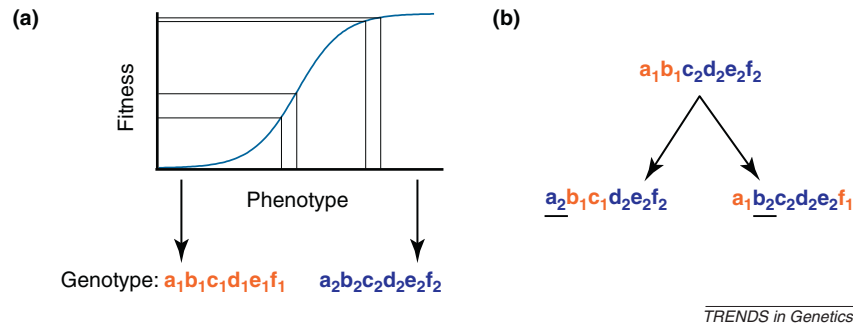 (a)
Fitness
Phenotype
Genotype: a₁b₁c₁d₁e₁f₁
a₂b₂c₂d₂e₂f₂
(b)
a₁b₁c₂d₂e₂f₂
a₂b₁c₁d₂e₂f₂
a₁b₂c₂d₂e₂f₁
TRENDS in Genetics